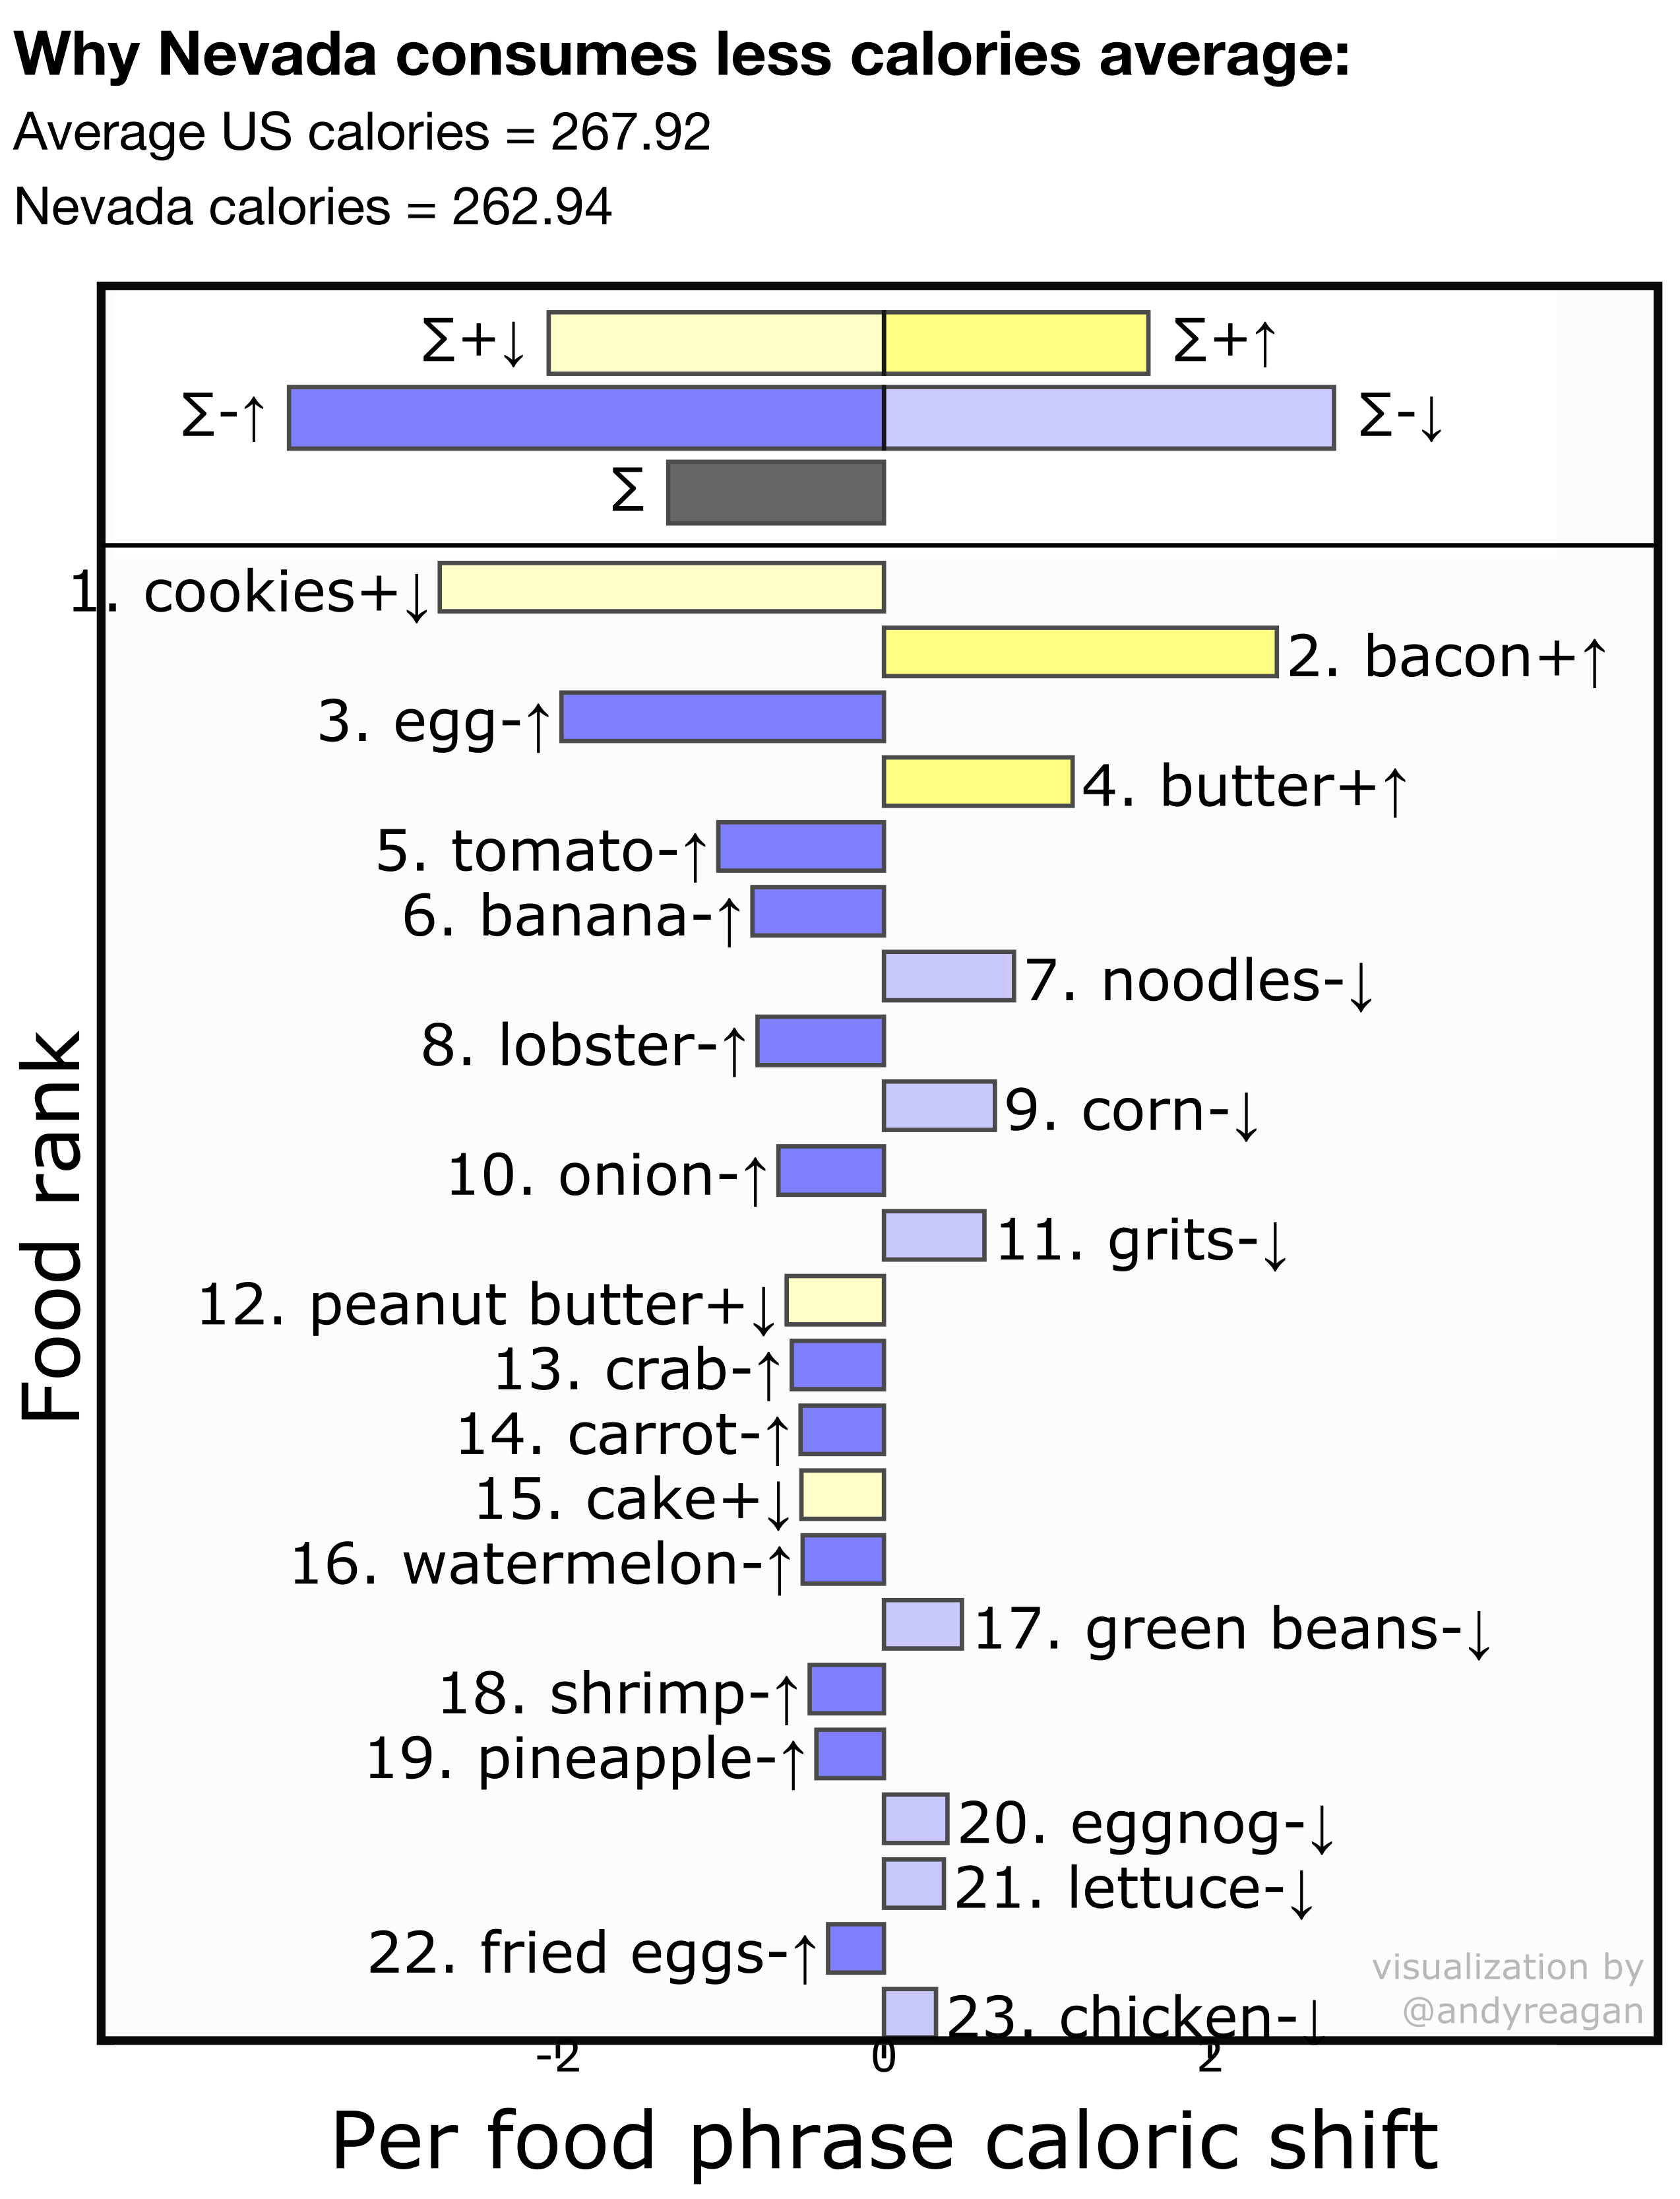 Why Nevada consumes less calories average:
Average US calories = 267.92
Nevada calories = 262.94
∑+↓
∑+↑
∑-↑
∑-↓
∑
1. cookies+↓
2. bacon+↑
3. egg-↑
4. butter+↑
5. tomato-↑
6. banana-↑
7. noodles-↓
8. lobster-↑
9. corn-↓
10. onion-↑
11. grits-↓
12. peanut butter+↓
13. crab-↑
14. carrot-↑
15. cake+↓
16. watermelon-↑
17. green beans-↓
18. shrimp-↑
19. pineapple-↑
20. eggnog-↓
21. lettuce-↓
22. fried eggs-↑
23. chicken-↓
Food rank
visualization by
@andyreagan
-2 0 2
Per food phrase caloric shift